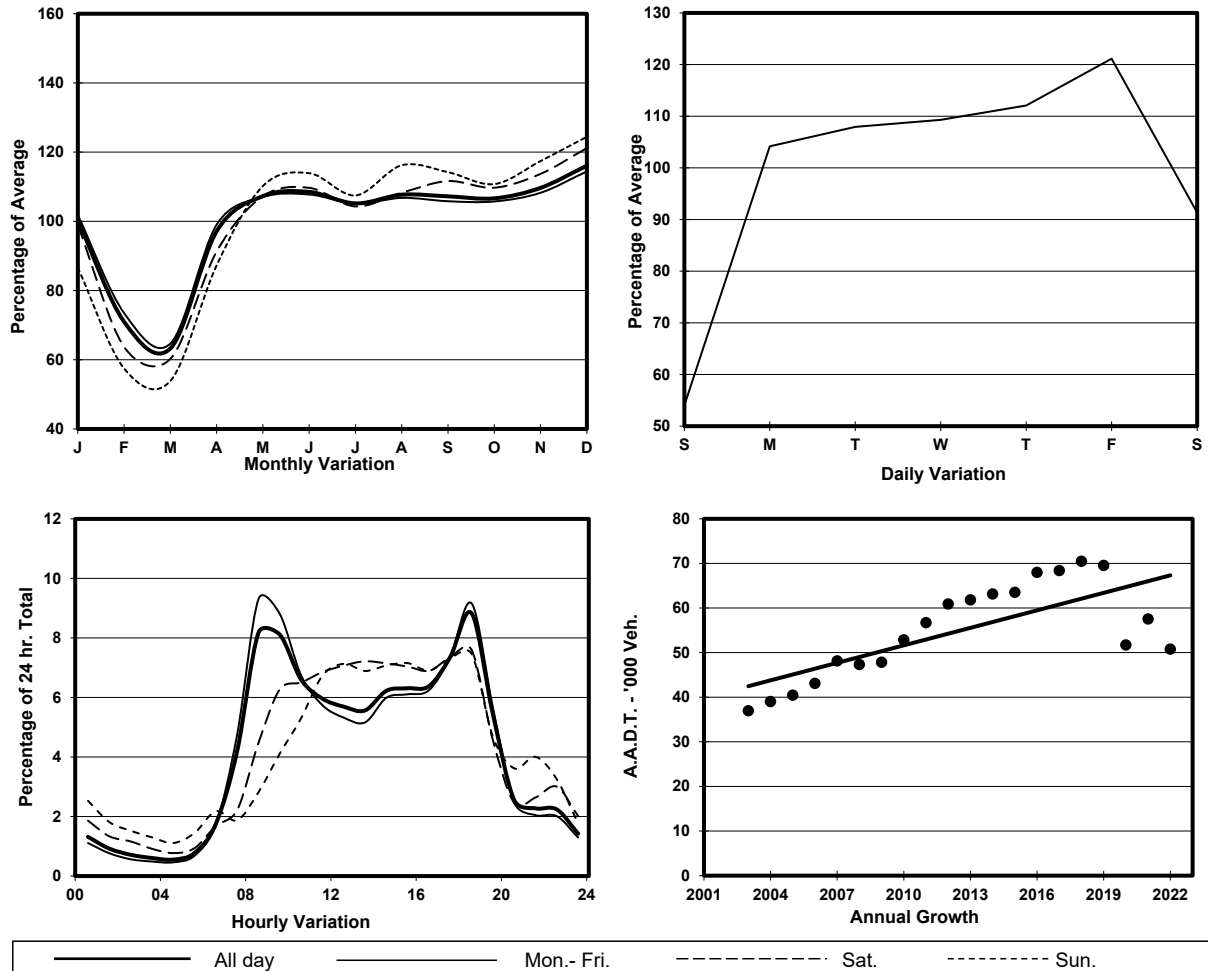 160
140
120
100
80
60
40
Percentage of Average
J F M A M J J A S O N D
Monthly Variation
130
120
110
100
90
80
70
60
50
Percentage of Average
S M T W T F S
Daily Variation
12
10
8
6
4
2
0
Percentage of 24 hr. Total
00 04 08 12 16 20 24
Hourly Variation
80
70
60
50
40
30
20
10
0
A.A.D.T. - '000 Veh.
2001 2004 2007 2010 2013 2016 2019 2022
Annual Growth
All day Mon.- Fri. Sat. Sun.